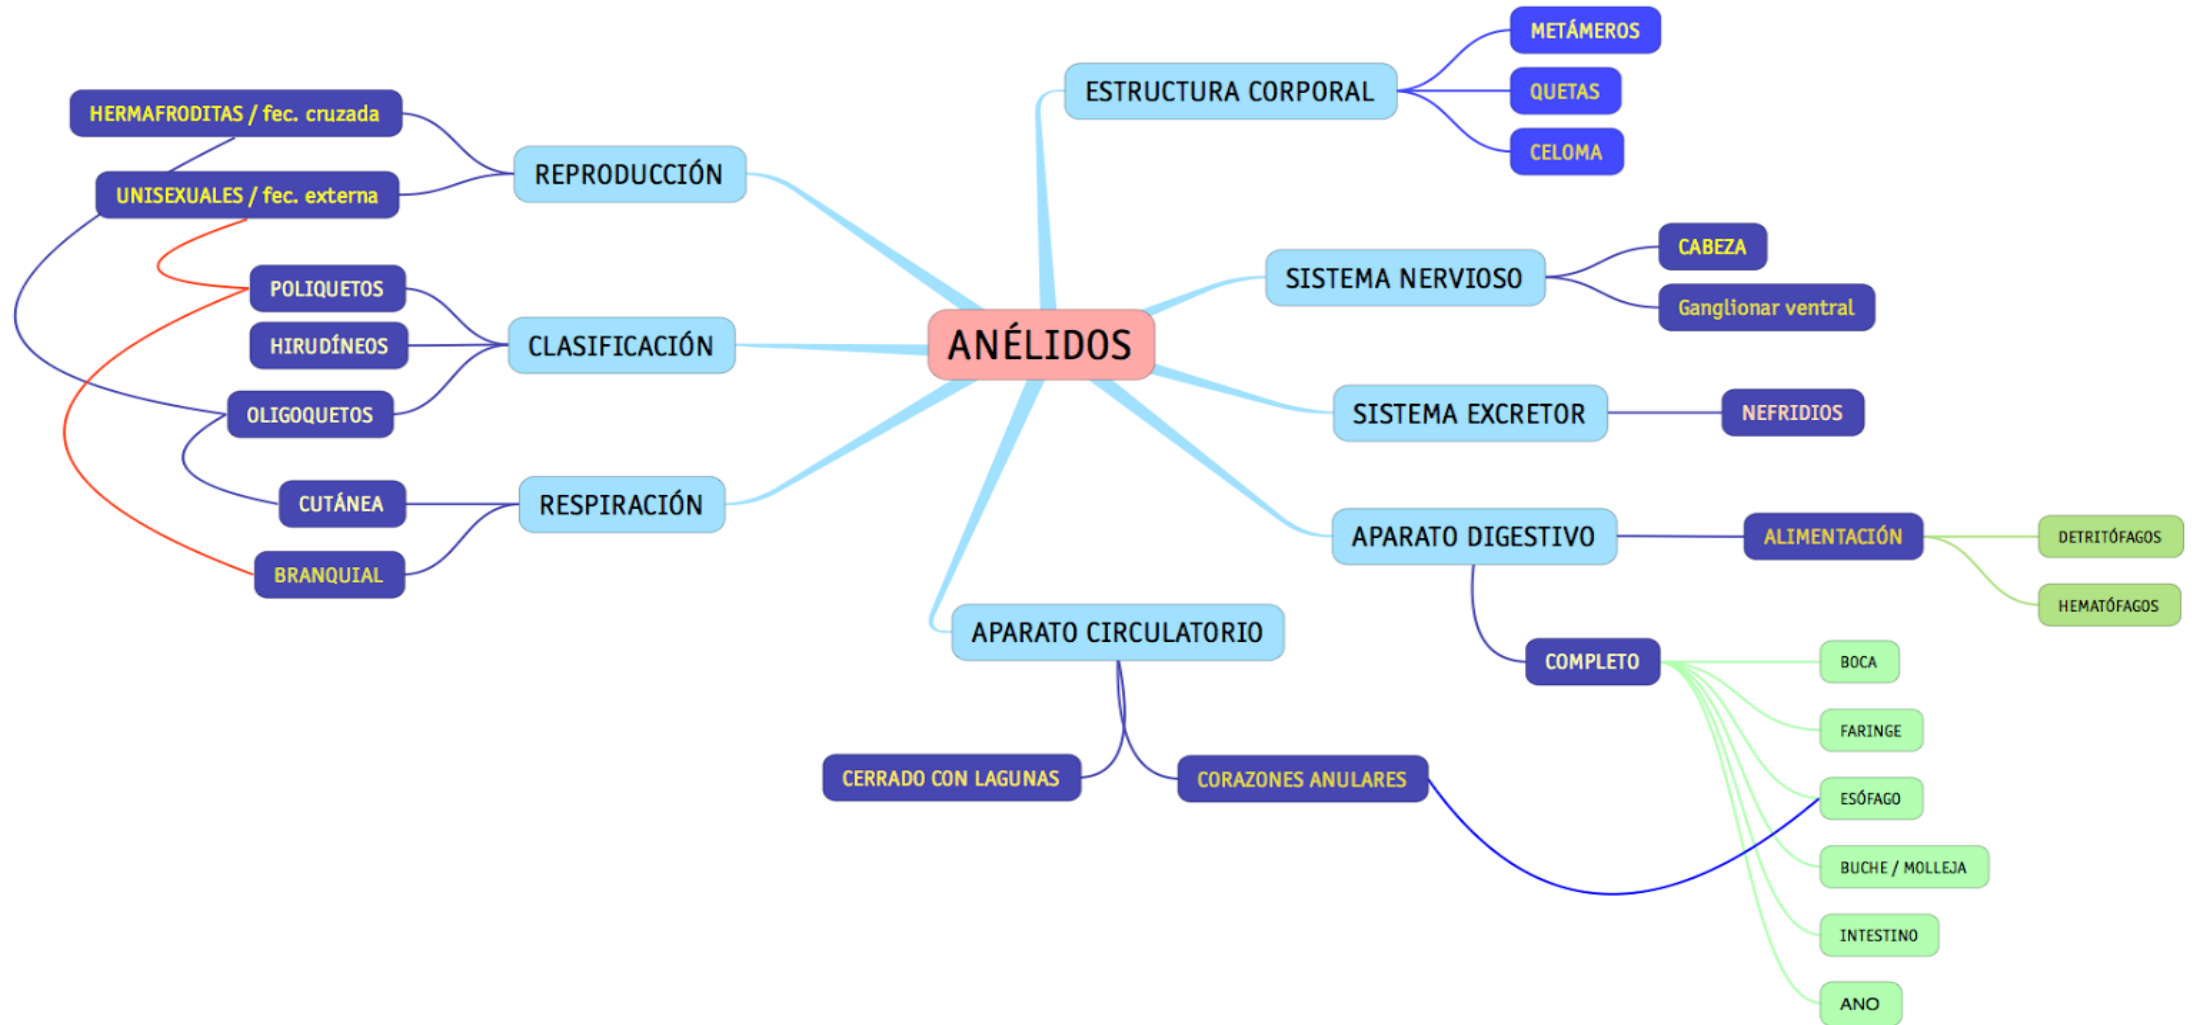 ANÉLIDOS
ESTRUCTURA CORPORAL
METÁMEROS
QUETAS
CELOMA
SISTEMA NERVIOSO
CABEZA
Ganglionar ventral
SISTEMA EXCRETOR
NEFRIDIOS
APARATO DIGESTIVO
ALIMENTACIÓN
DETRITÓFAGOS
HEMATÓFAGOS
COMPLETO
BOCA
FARINGE
ESÓFAGO
BUCHE / MOLLEJA
INTESTINO
ANO
APARATO CIRCULATORIO
CERRADO CON LAGUNAS
CORAZONES ANULARES
REPRODUCCIÓN
HERMAFRODITAS / fec. cruzada
UNISEXUALES / fec. externa
CLASIFICACIÓN
POLIQUETOS
HIRUDÍNEOS
OLIGOQUETOS
RESPIRACIÓN
CUTÁNEA
BRANQUIAL